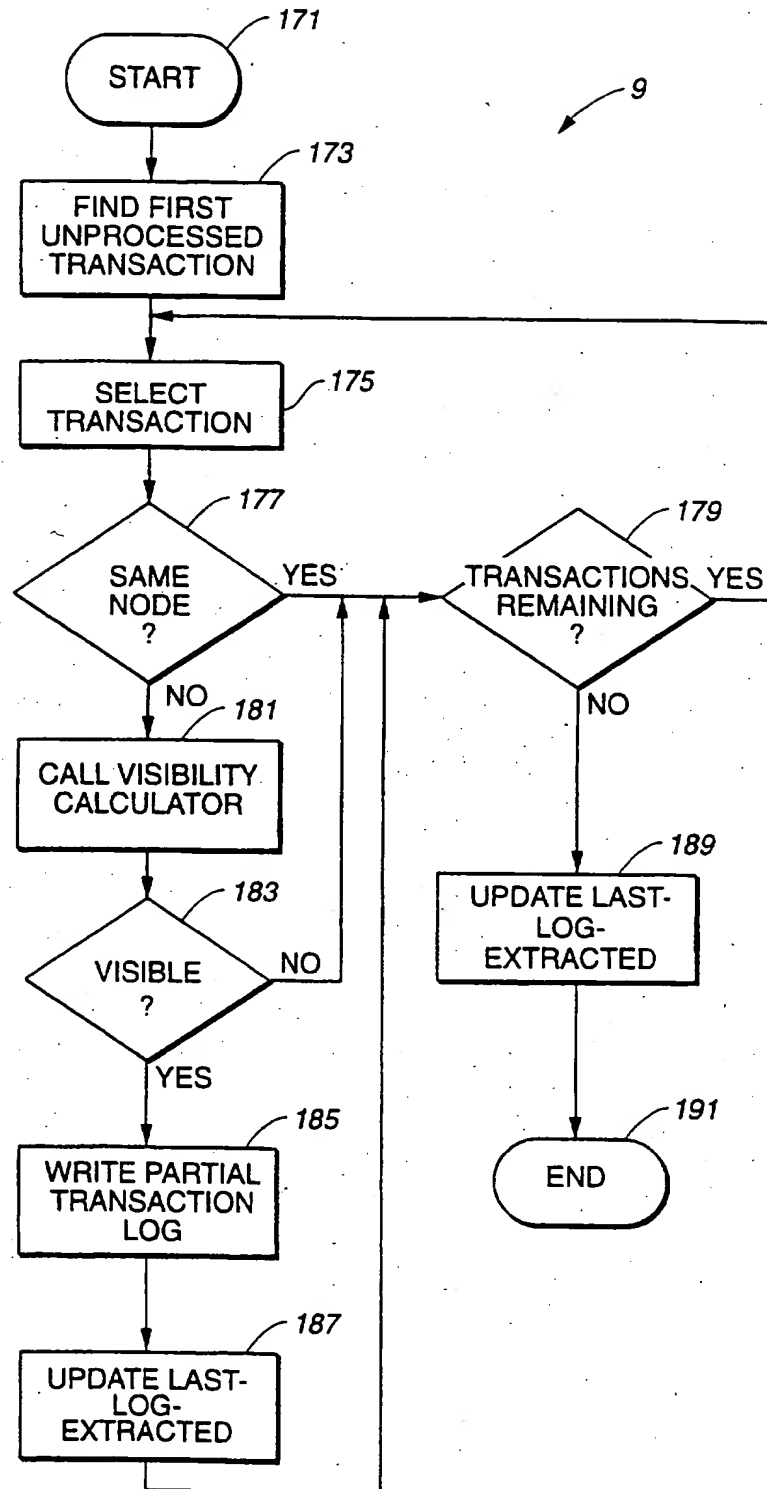 171
START
9
173
FIND FIRST
UNPROCESSED
TRANSACTION
SELECT
TRANSACTION
175
177
SAME
NODE
?
YES
NO
179
TRANSACTIONS
REMAINING
?
YES
NO
181
CALL VISIBILITY
CALCULATOR
183
VISIBLE
?
NO
YES
189
UPDATE LAST-
LOG-
EXTRACTED
185
WRITE PARTIAL
TRANSACTION
LOG
191
END
187
UPDATE LAST-
LOG-
EXTRACTED